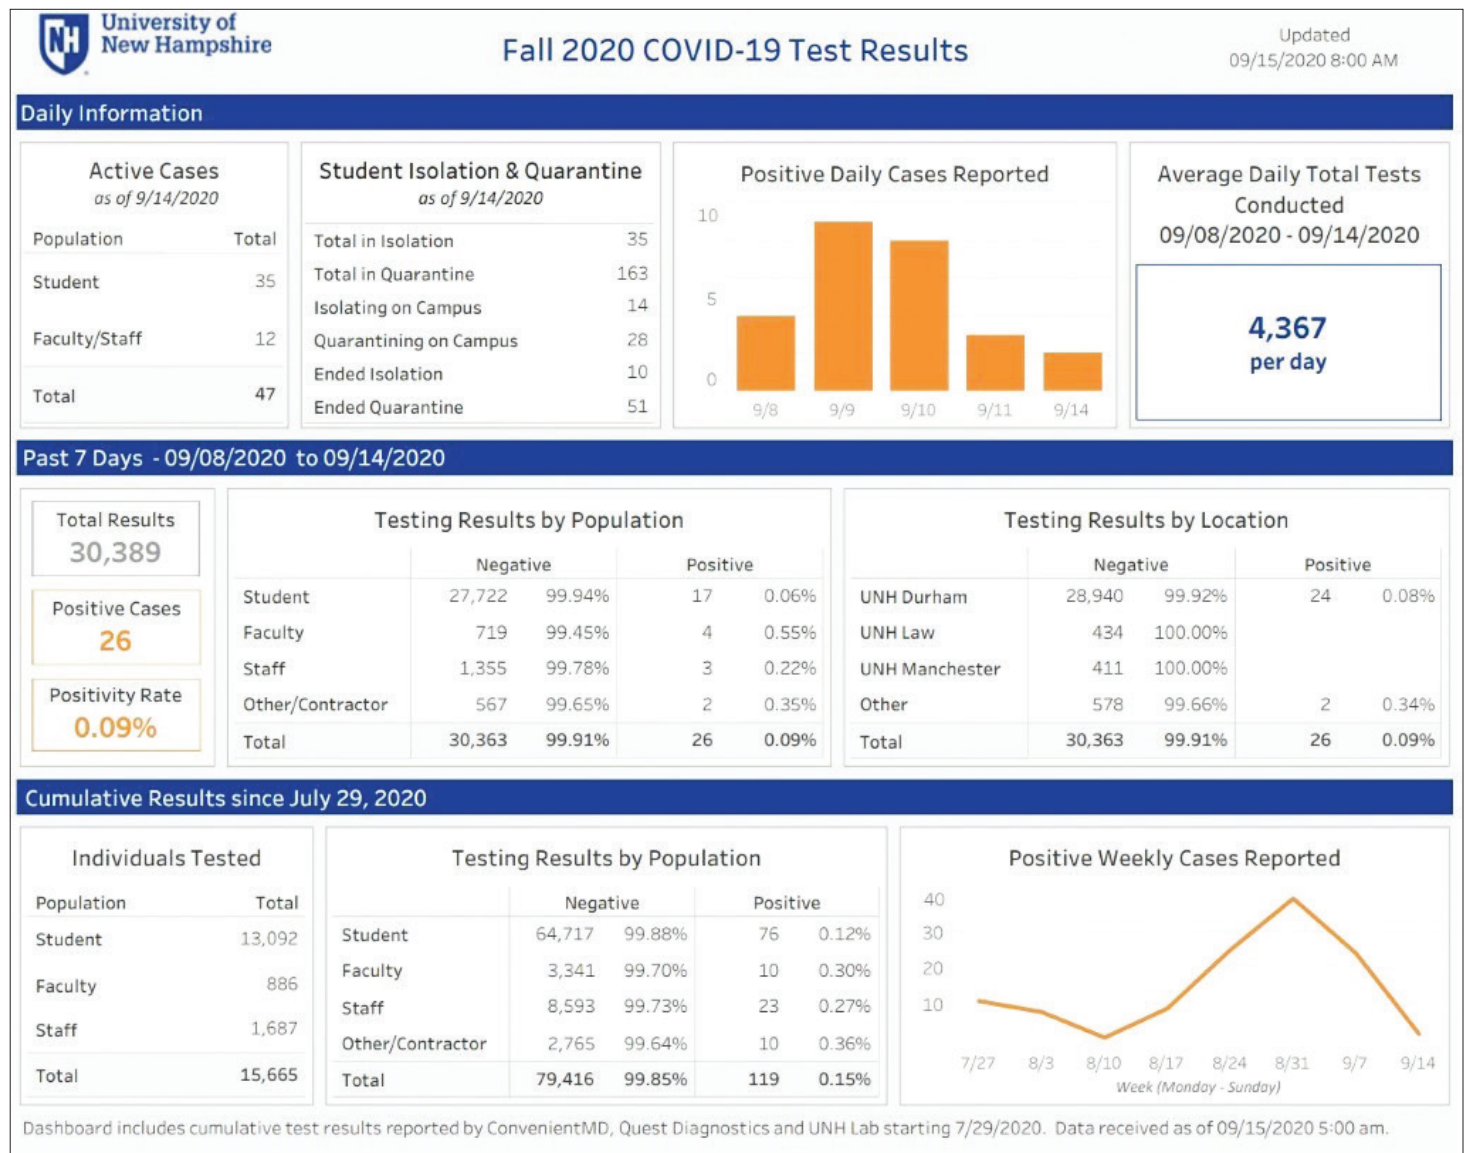 University of
New Hampshire
NH
Fall 2020 COVID-19 Test Results
Updated
09/15/2020 8:00 AM
Daily Information
Active Cases
as of 9/14/2020
Population Total
Student 35
Faculty/Staff 12
Total 47
Student Isolation & Quarantine
as of 9/14/2020
Total in Isolation 35
Total in Quarantine 163
Isolating on Campus 14
Quarantining on Campus 28
Ended Isolation 10
Ended Quarantine 51
Positive Daily Cases Reported
10
5
0
9/8 9/9 9/10 9/11 9/14
Average Daily Total Tests
Conducted
09/08/2020 - 09/14/2020
4,367
per day
Past 7 Days - 09/08/2020 to 09/14/2020
Total Results
30,389
Positive Cases
26
Positivity Rate
0.09%
Testing Results by Population
Negative Positive
Student 27,722 99.94% 17 0.06%
Faculty 719 99.45% 4 0.55%
Staff 1,355 99.78% 3 0.22%
Other/Contractor 567 99.65% 2 0.35%
Total 30,363 99.91% 26 0.09%
Testing Results by Location
Negative Positive
UNH Durham 28,940 99.92% 24 0.08%
UNH Law 434 100.00%
UNH Manchester 411 100.00%
Other 578 99.66% 2 0.34%
Total 30,363 99.91% 26 0.09%
Cumulative Results since July 29, 2020
Individuals Tested
Population Total
Student 13,092
Faculty 886
Staff 1,687
Total 15,665
Testing Results by Population
Negative Positive
Student 64,717 99.88% 76 0.12%
Faculty 3,341 99.70% 10 0.30%
Staff 8,593 99.73% 23 0.27%
Other/Contractor 2,765 99.64% 10 0.36%
Total 79,416 99.85% 119 0.15%
Positive Weekly Cases Reported
40
30
20
10
7/27 8/3 8/10 8/17 8/24 8/31 9/7 9/14
Week (Monday - Sunday)
Dashboard includes cumulative test results reported by ConvenientMD, Quest Diagnostics and UNH Lab starting 7/29/2020. Data received as of 09/15/2020 5:00 am.